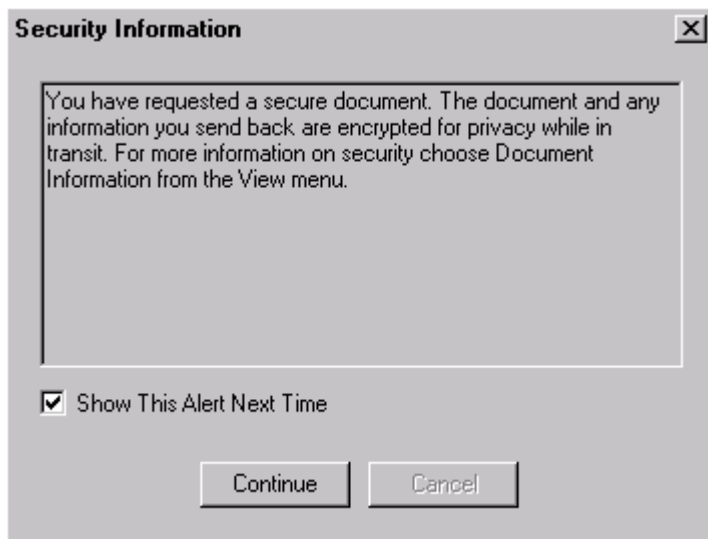 Security Information
You have requested a secure document. The document and any
information you send back are encrypted for privacy while in
transit. For more information on security choose Document
Information from the View menu.
Show This Alert Next Time
Continue
Cancel